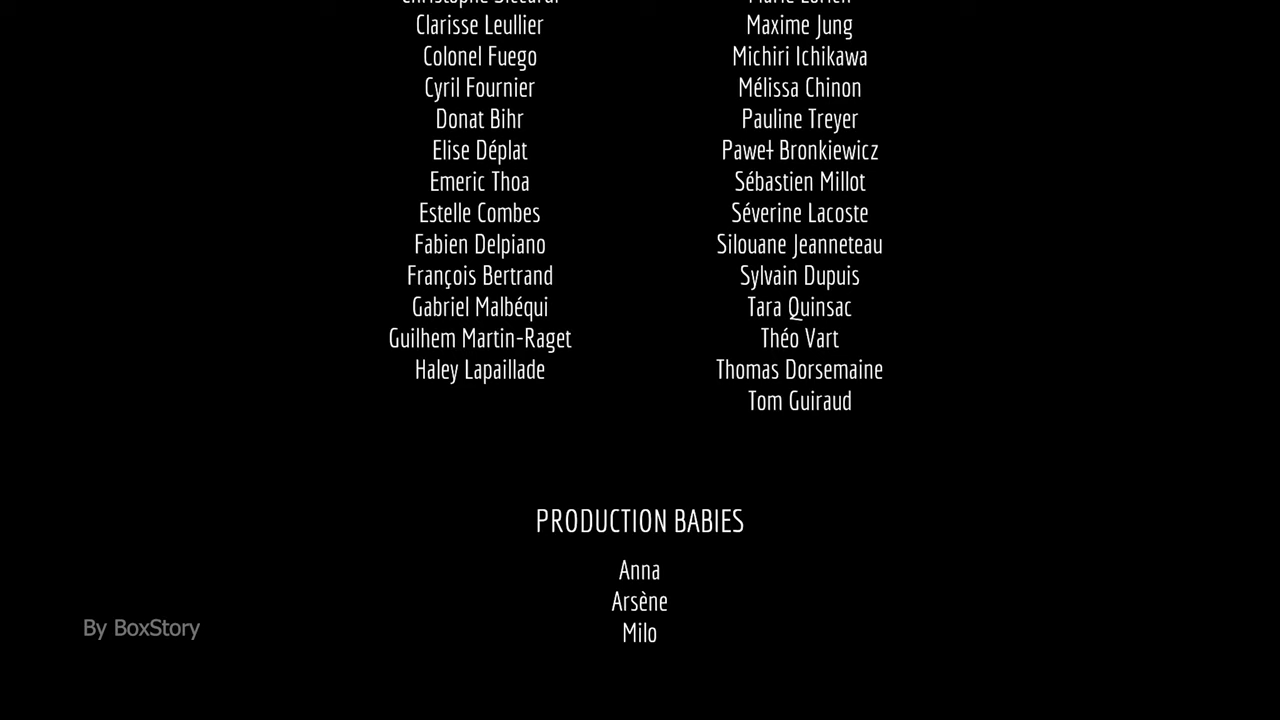 Clarisse Leullier
Colonel Fuego
Cyril Fournier
Donat Bihr
Elise Déplat
Emeric Thoa
Estelle Combes
Fabien Delpiano
François Bertrand
Gabriel Malbéqui
Guilhem Martin-Raget
Haley Lapaillade
Maxime Jung
Michiri Ichikawa
Mélissa Chinon
Pauline Treyer
Paweł Bronkiewicz
Sébastien Millot
Séverine Lacoste
Silouane Jeanneteau
Sylvain Dupuis
Tara Quinsac
Théo Vart
Thomas Dorsemaine
Tom Guiraud
PRODUCTION BABIES
Anna
Arsène
Milo
By BoxStory